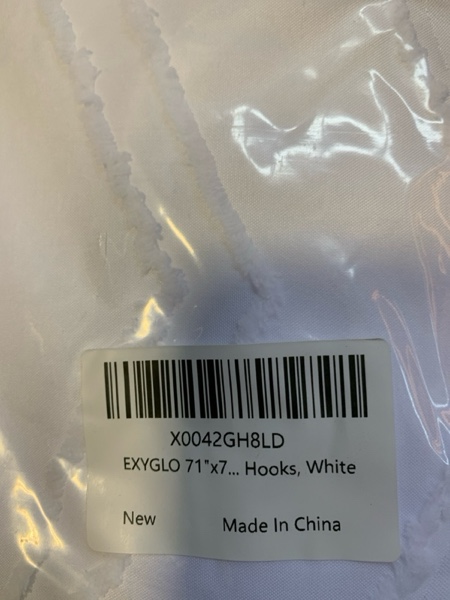 X0042GH8LD
EXYGLO 71"x7... Hooks, White
New Made In China